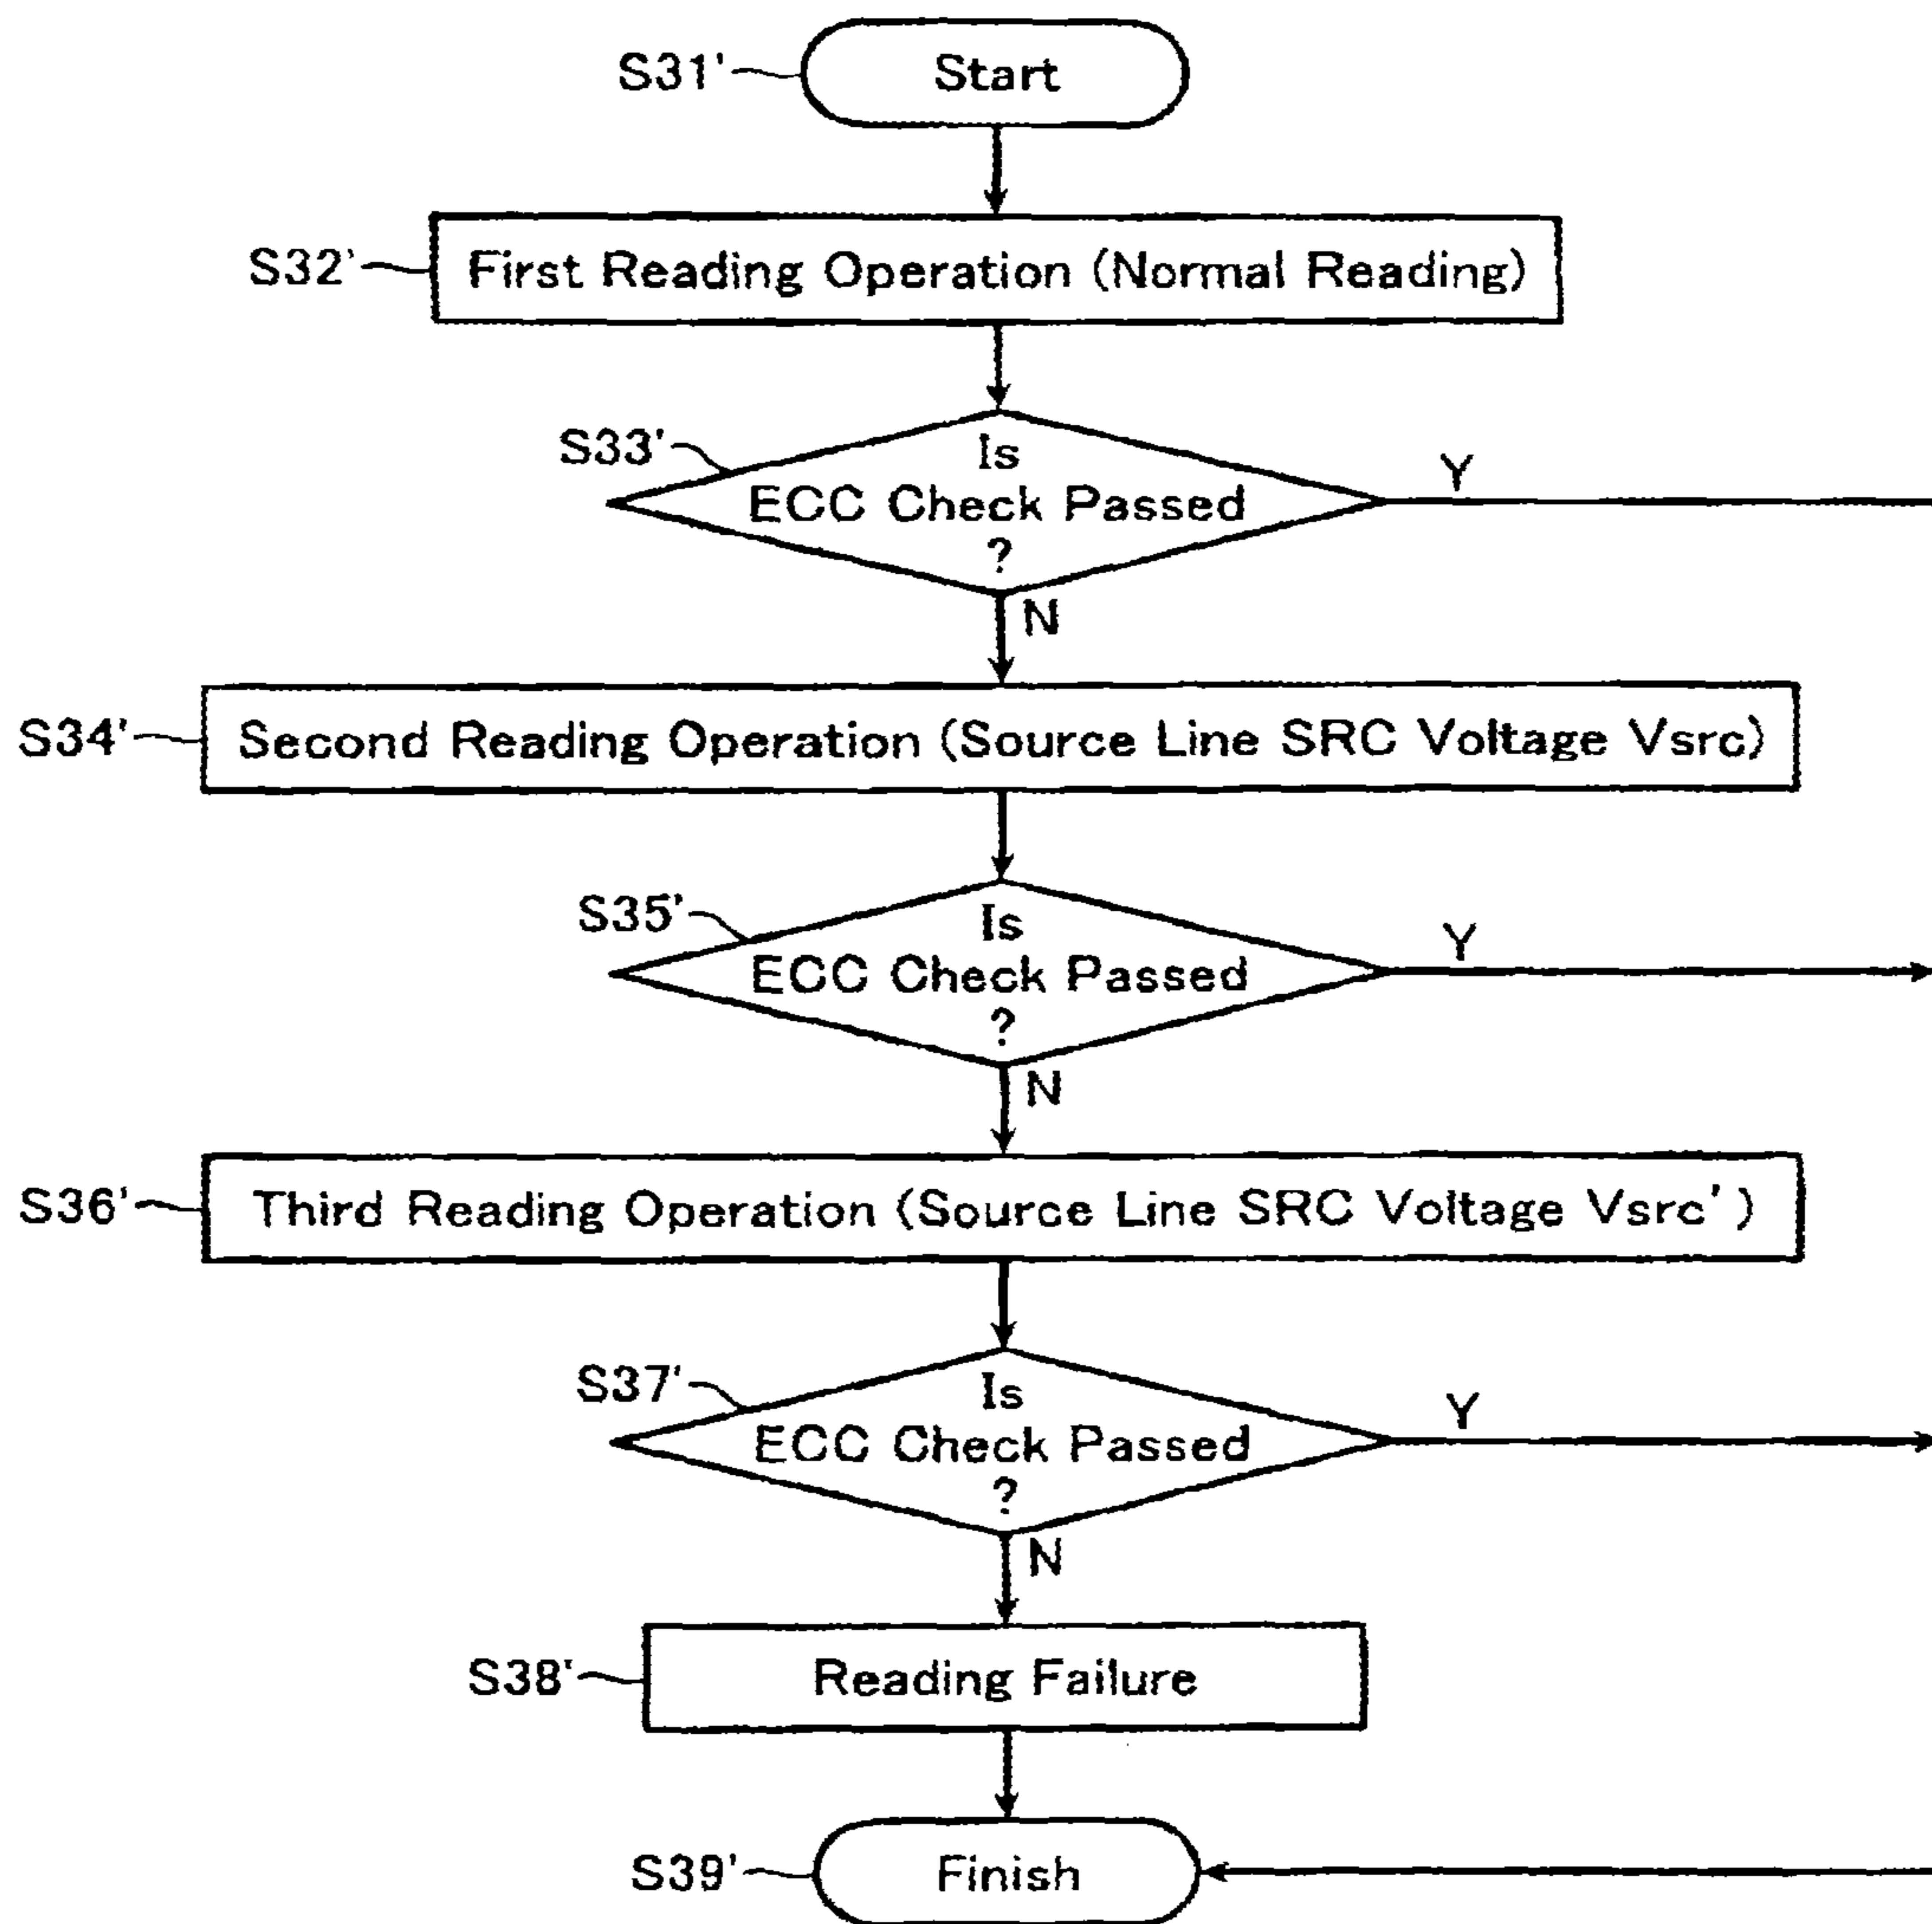 S31'
Start
S32'
First Reading Operation (Normal Reading)
S33'
Is
ECC Check Passed
?
Y
N
S34'
Second Reading Operation (Source Line SRC Voltage Vsrc)
S35'
Is
ECC Check Passed
?
Y
N
S36'
Third Reading Operation (Source Line SRC Voltage Vsrc')
S37'
Is
ECC Check Passed
?
Y
N
S38'
Reading Failure
S39'
Finish